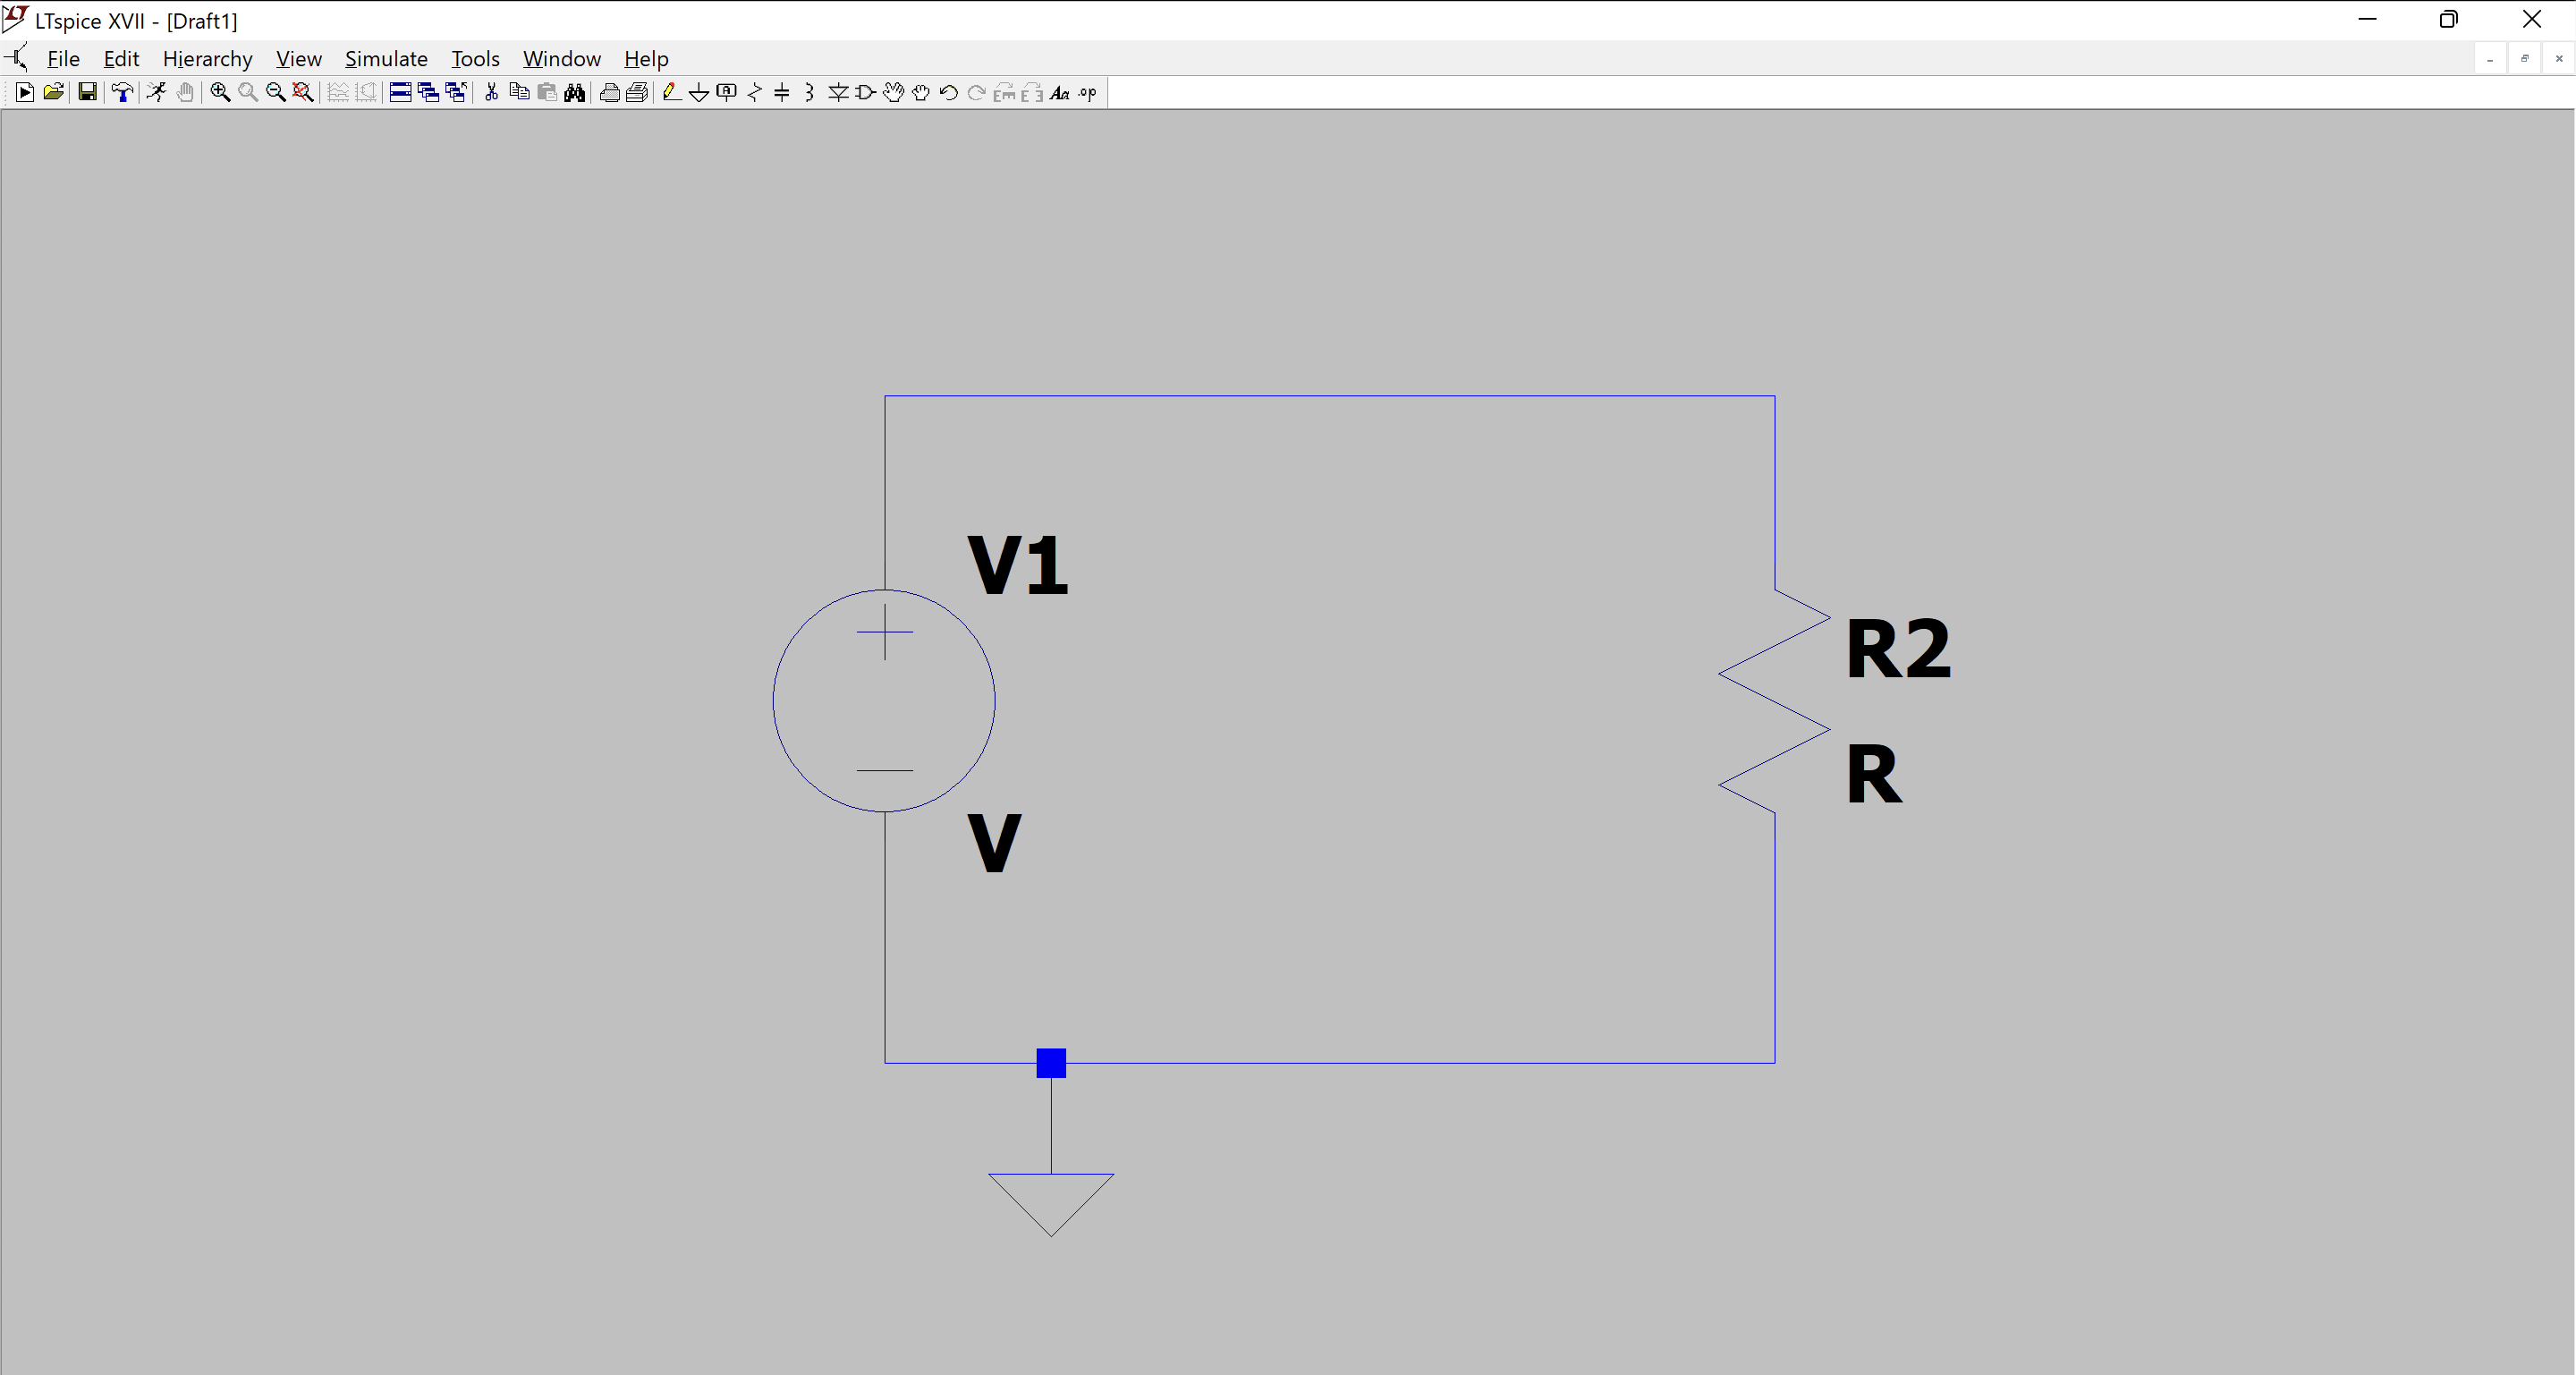 LTspice XVII - [Draft1]
File Edit Hierarchy View Simulate Tools Window Help
Aa .op
V1
R2
R
V